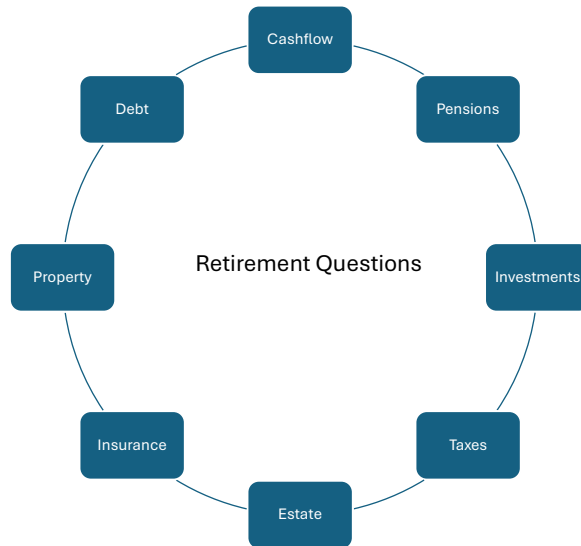 Cashflow
Debt
Pensions
Retirement Questions
Property
Investments
Insurance
Taxes
Estate